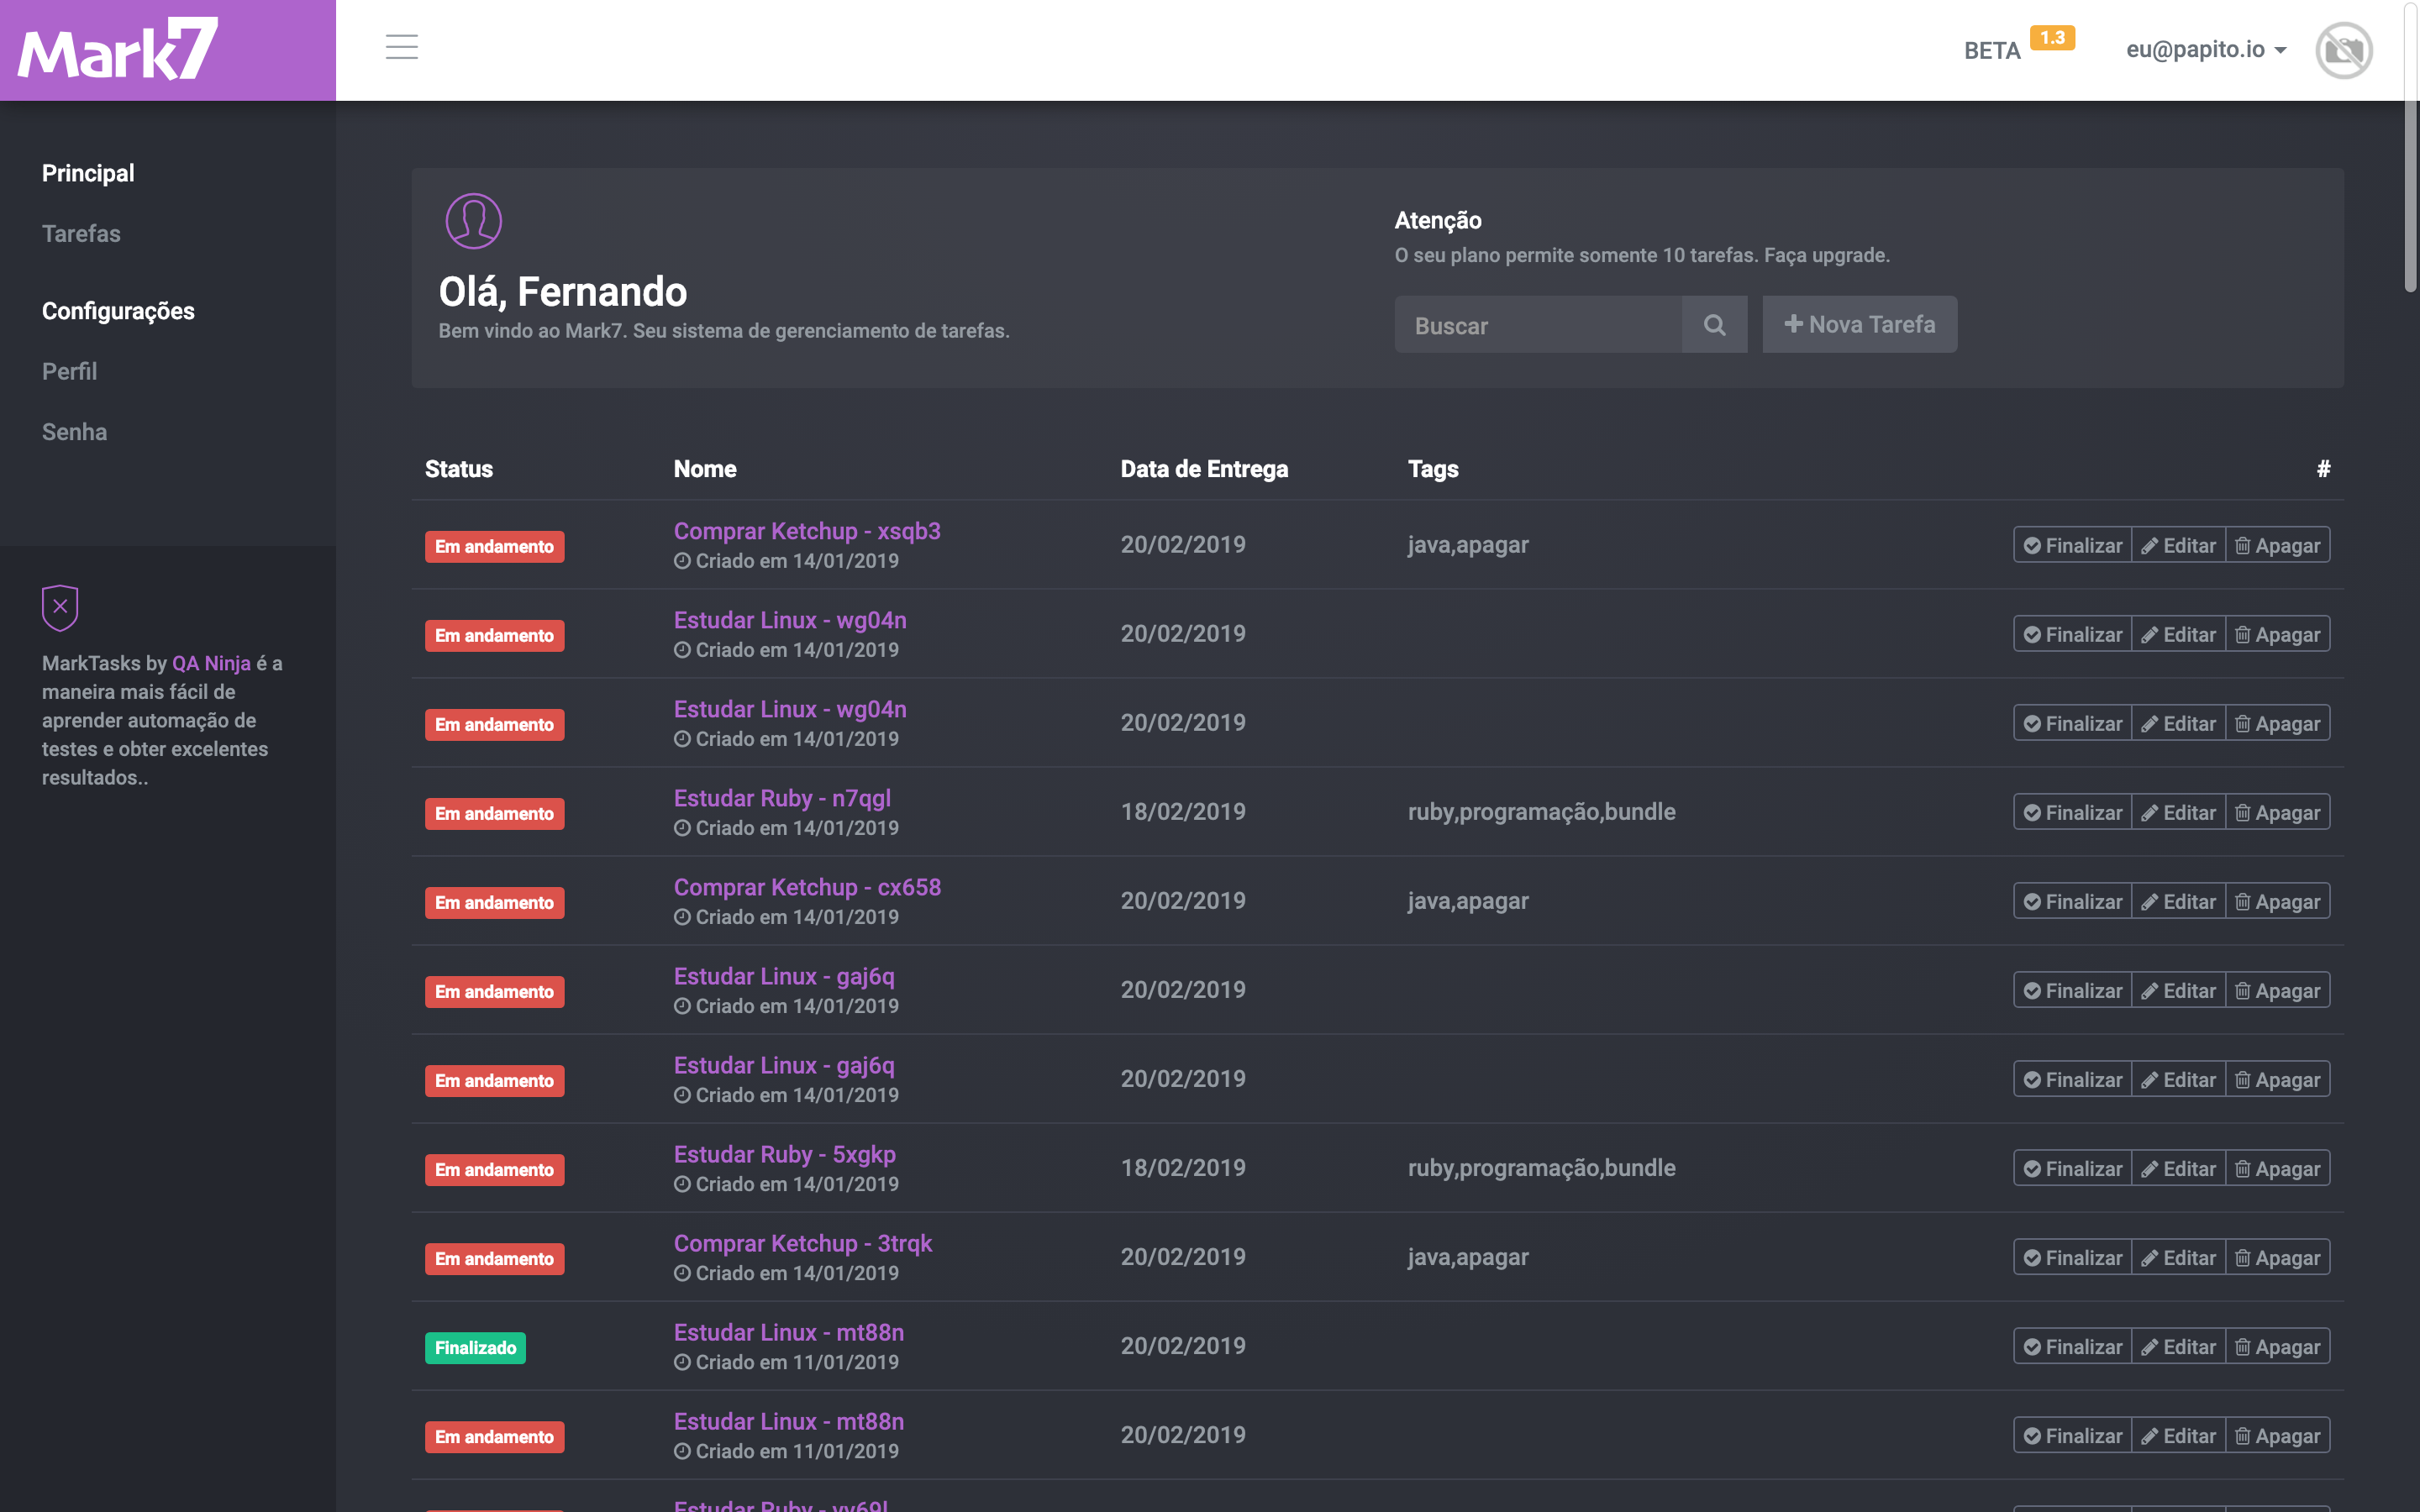 Mark7
BETA 1.3
eu@papito.io
Principal
Tarefas
Configurações
Perfil
Senha
MarkTasks by QA Ninja é a
maneira mais fácil de
aprender automação de
testes e obter excelentes
resultados..
Olá, Fernando
Bem vindo ao Mark7. Seu sistema de gerenciamento de tarefas.
Atenção
O seu plano permite somente 10 tarefas. Faça upgrade.
Buscar
Nova Tarefa
Status Nome Data de Entrega Tags #
Em andamento Comprar Ketchup - xsqb3 20/02/2019 java,apagar Finalizar Editar Apagar
Criado em 14/01/2019
Em andamento Estudar Linux - wg04n 20/02/2019 Finalizar Editar Apagar
Criado em 14/01/2019
Em andamento Estudar Linux - wg04n 20/02/2019 Finalizar Editar Apagar
Criado em 14/01/2019
Em andamento Estudar Ruby - n7qgl 18/02/2019 ruby,programação,bundle Finalizar Editar Apagar
Criado em 14/01/2019
Em andamento Comprar Ketchup - cx658 20/02/2019 java,apagar Finalizar Editar Apagar
Criado em 14/01/2019
Em andamento Estudar Linux - gaj6q 20/02/2019 Finalizar Editar Apagar
Criado em 14/01/2019
Em andamento Estudar Linux - gaj6q 20/02/2019 Finalizar Editar Apagar
Criado em 14/01/2019
Em andamento Estudar Ruby - 5xgkp 18/02/2019 ruby,programação,bundle Finalizar Editar Apagar
Criado em 14/01/2019
Em andamento Comprar Ketchup - 3trqk 20/02/2019 java,apagar Finalizar Editar Apagar
Criado em 14/01/2019
Finalizado Estudar Linux - mt88n 20/02/2019 Finalizar Editar Apagar
Criado em 11/01/2019
Em andamento Estudar Linux - mt88n 20/02/2019 Finalizar Editar Apagar
Criado em 11/01/2019
Estudar Ruby -